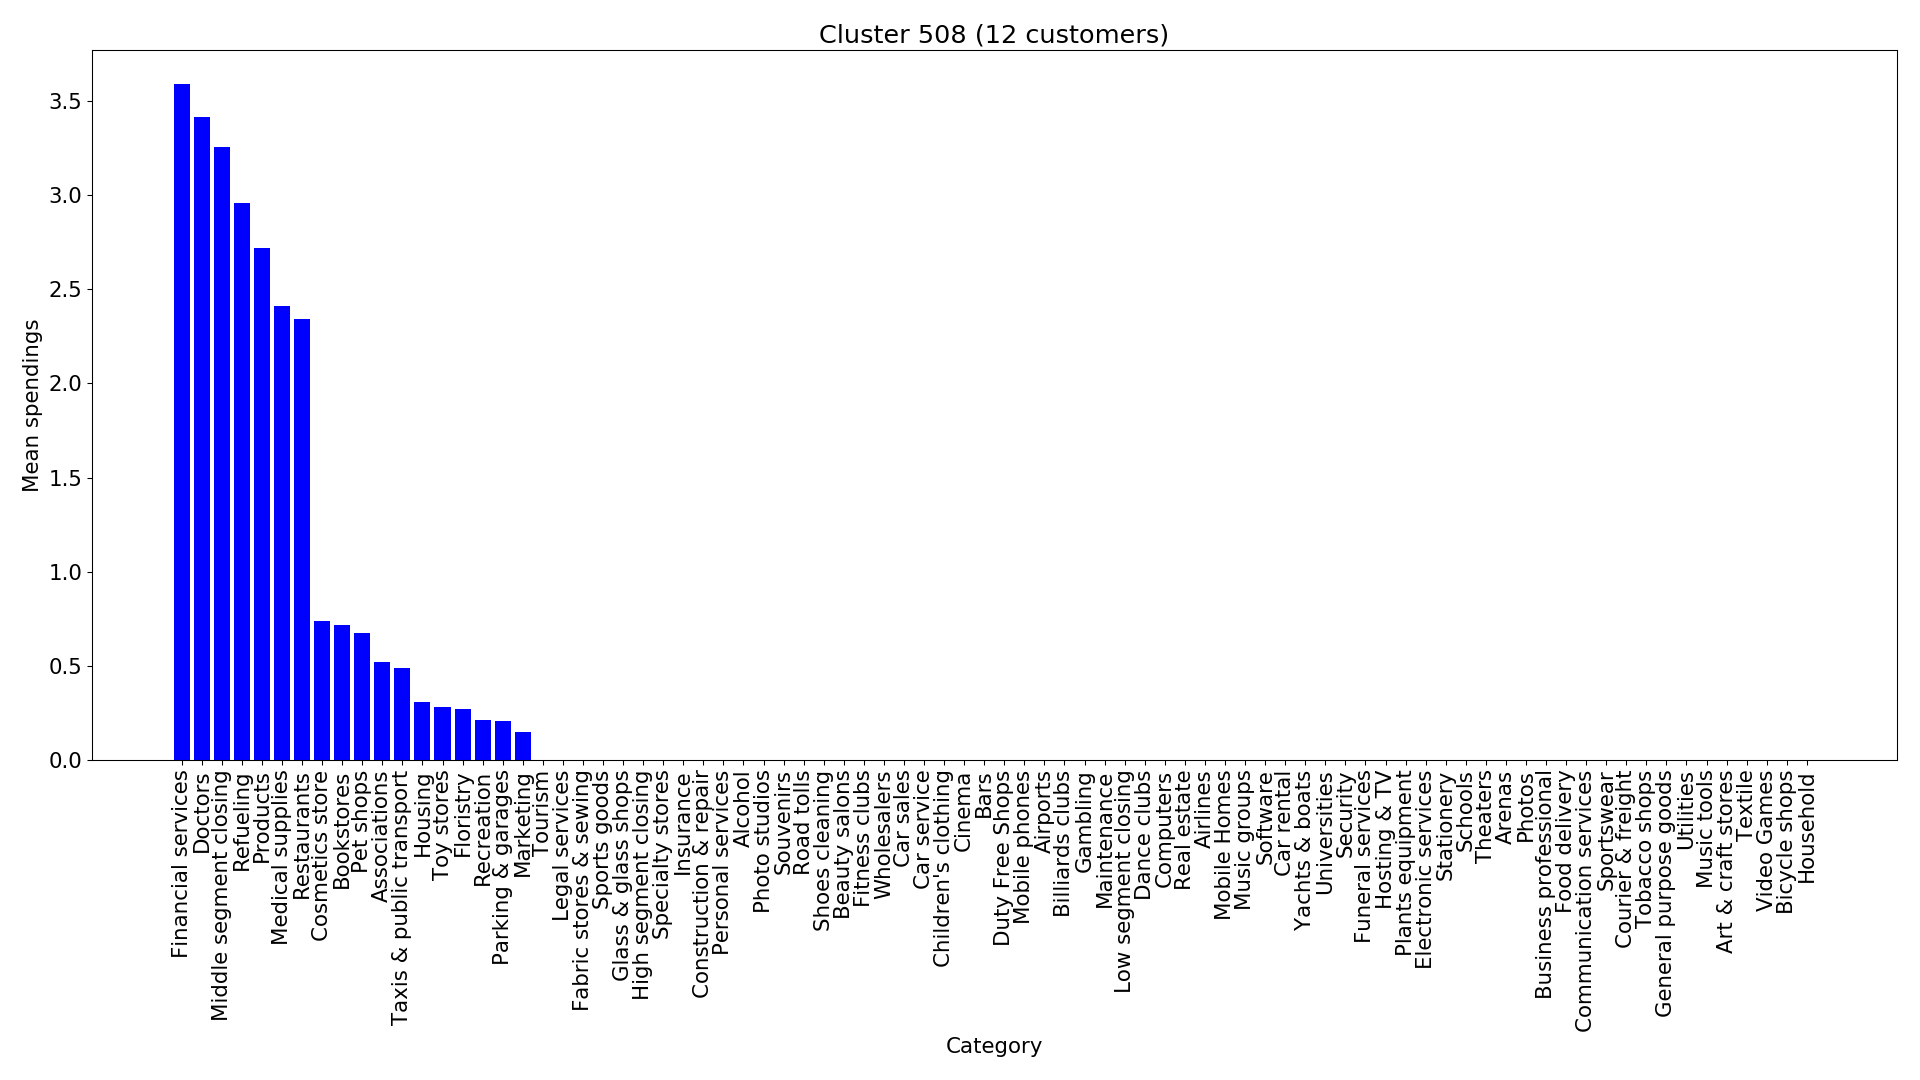 Cluster 508 (12 customers)
Mean spendings
3.5
3.0
2.5
2.0
1.5
1.0
0.5
0.0
Financial services
Doctors
Middle segment closing
Refueling
Products
Medical supplies
Restaurants
Cosmetics store
Bookstores
Pet shops
Associations
Taxis & public transport
Housing
Toy stores
Floristry
Recreation
Parking & garages
Marketing
Tourism
Legal services
Fabric stores & sewing
Sports goods
Glass & glass shops
High segment closing
Specialty stores
Insurance
Construction & repair
Personal services
Alcohol
Photo studios
Souvenirs
Road tolls
Shoes cleaning
Beauty salons
Fitness clubs
Wholesalers
Car sales
Car service
Children's clothing
Cinema
Bars
Duty Free Shops
Mobile phones
Airports
Billiards clubs
Gambling
Maintenance
Low segment closing
Dance clubs
Computers
Real estate
Airlines
Mobile Homes
Music groups
Software
Car rental
Yachts & boats
Universities
Security
Funeral services
Hosting & TV
Plants equipment
Electronic services
Stationery
Schools
Theaters
Arenas
Photos
Business professional
Food delivery
Communication services
Sportswear
Courier & freight
Tobacco shops
General purpose goods
Utilities
Music tools
Art & craft stores
Textile
Video Games
Bicycle shops
Household
Category